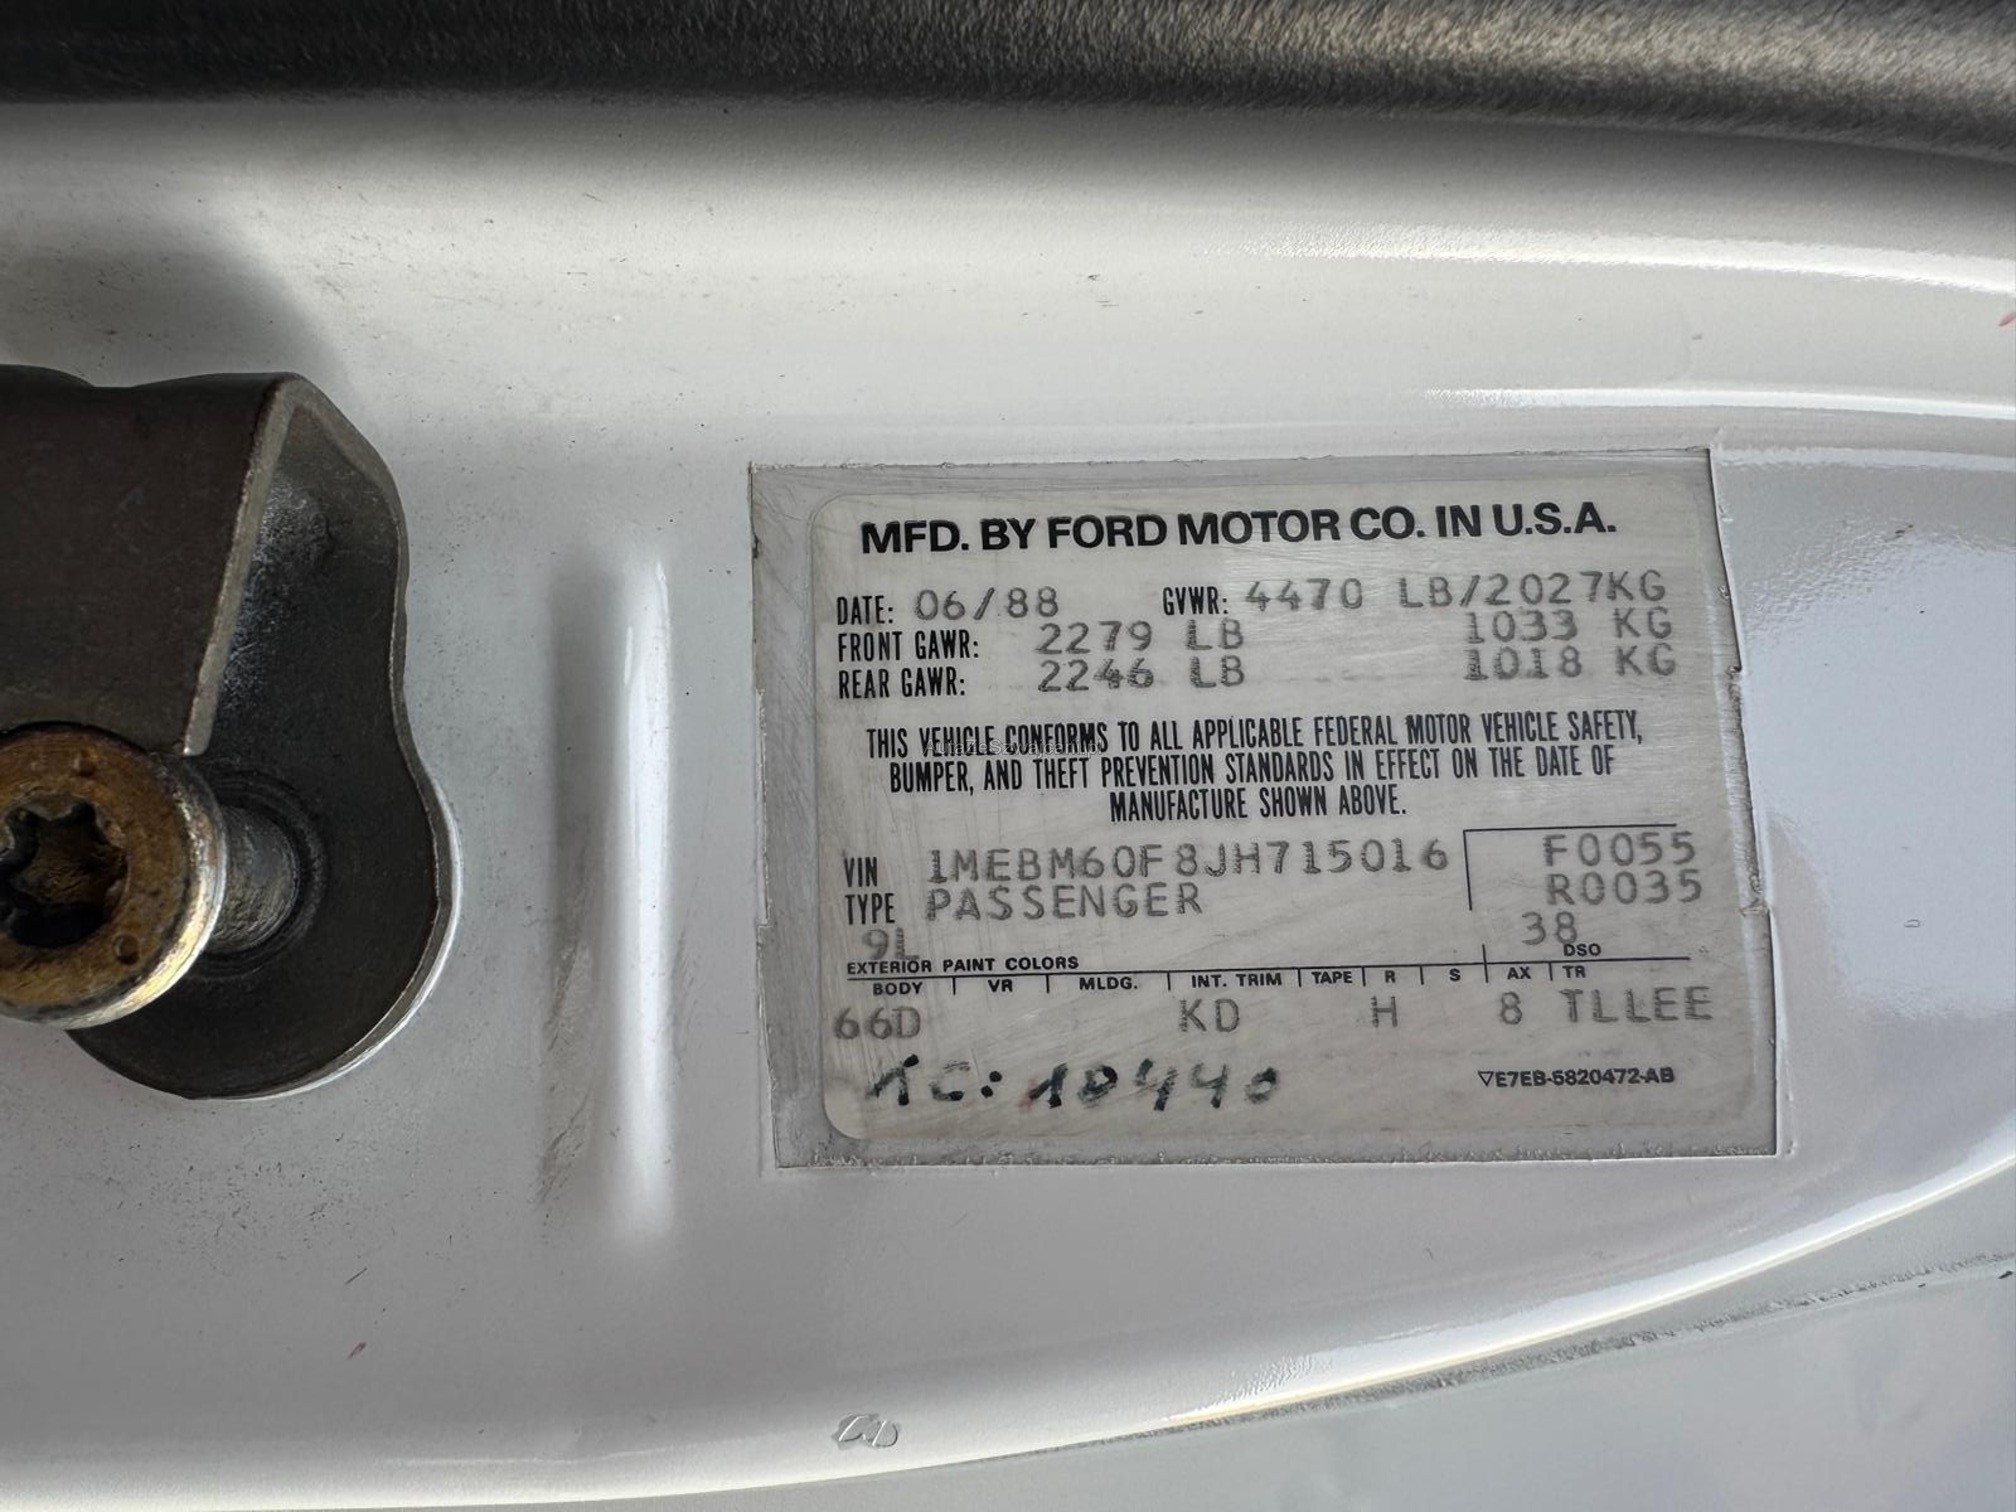 MFD. BY FORD MOTOR CO. IN U.S.A.
DATE: 06/88 GVWR: 4470 LB/2027KG
FRONT GAWR: 2279 LB 1033 KG
REAR GAWR: 2246 LB 1018 KG
THIS VEHICLE CONFORMS TO ALL APPLICABLE FEDERAL MOTOR VEHICLE SAFETY,
BUMPER, AND THEFT PREVENTION STANDARDS IN EFFECT ON THE DATE OF
MANUFACTURE SHOWN ABOVE.
VIN 1MEBM60F8JH715016 F0055
TYPE PASSENGER R0035
9L 38
EXTERIOR PAINT COLORS DSO
BODY VR MLDG. INT. TRIM TAPE R S AX TR
66D KD H 8 TLLEE
TC: 10440
E7EB-5820472-AB